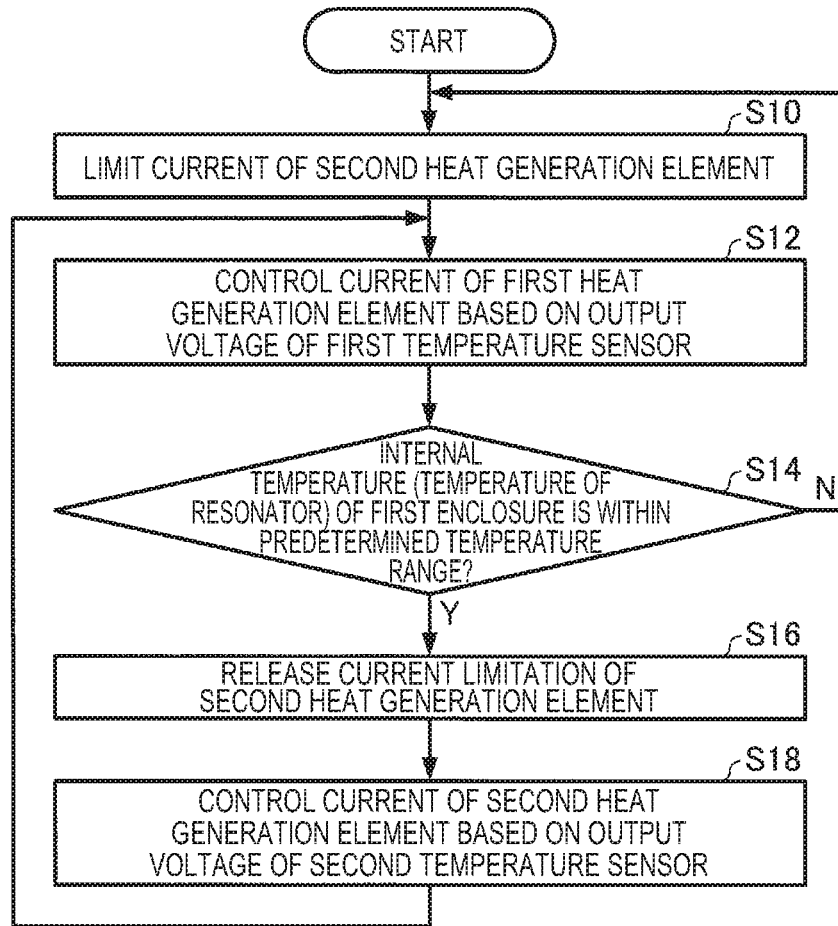 START
S10
LIMIT CURRENT OF SECOND HEAT GENERATION ELEMENT
S12
CONTROL CURRENT OF FIRST HEAT
GENERATION ELEMENT BASED ON OUTPUT
VOLTAGE OF FIRST TEMPERATURE SENSOR
S14
INTERNAL
TEMPERATURE (TEMPERATURE OF
RESONATOR) OF FIRST ENCLOSURE IS WITHIN
PREDETERMINED TEMPERATURE
RANGE?
N
Y
S16
RELEASE CURRENT LIMITATION OF
SECOND HEAT GENERATION ELEMENT
S18
CONTROL CURRENT OF SECOND HEAT
GENERATION ELEMENT BASED ON OUTPUT
VOLTAGE OF SECOND TEMPERATURE SENSOR